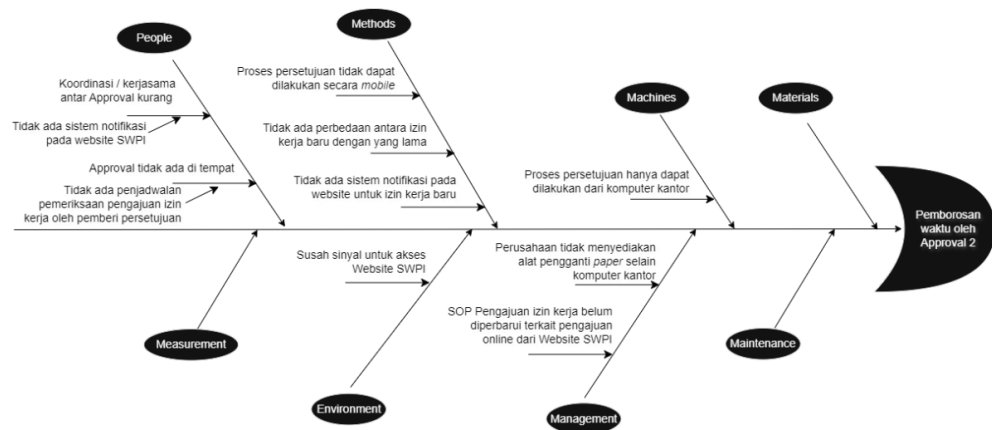 People
Methods
Koordinasi / kerjasama
antar Approval kurang
Tidak ada sistem notifikasi
pada website SWPI
Approval tidak ada di tempat
Tidak ada penjadwalan
pemeriksaan pengajuan izin
kerja oleh pemberi persetujuan
Proses persetujuan tidak dapat
dilakukan secara mobile
Tidak ada perbedaan antara izin
kerja baru dengan yang lama
Tidak ada sistem notifikasi pada
website untuk izin kerja baru
Machines
Materials
Proses persetujuan hanya dapat
dilakukan dari komputer kantor
Pemborosan
waktu oleh
Approval 2
Susah sinyal untuk akses
Website SWPI
Perusahaan tidak menyediakan
alat pengganti paper selain
komputer kantor
SOP Pengajuan izin kerja belum
diperbarui terkait pengajuan
online dari Website SWPI
Measurement
Environment
Management
Maintenance